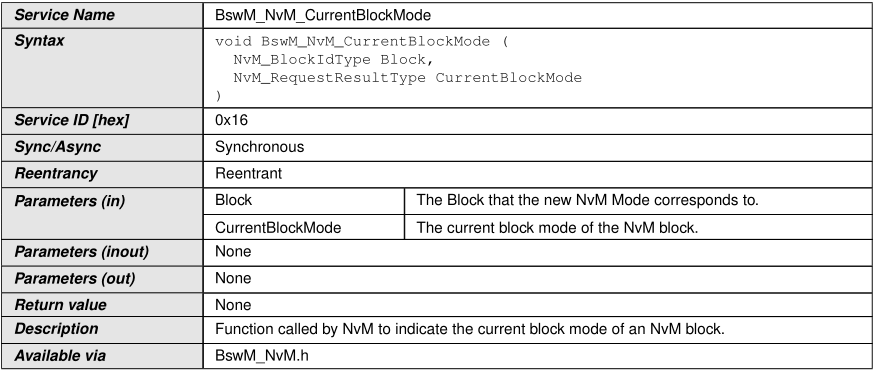 Service Name BswM_NvM_CurrentBlockMode
Syntax void BswM_NvM_CurrentBlockMode (
NvM_BlockIdType Block,
NvM_RequestResultType CurrentBlockMode
)
Service ID [hex] 0x16
Sync/Async Synchronous
Reentrancy Reentrant
Parameters (in) Block The Block that the new NvM Mode corresponds to.
CurrentBlockMode The current block mode of the NvM block.
Parameters (inout) None
Parameters (out) None
Return value None
Description Function called by NvM to indicate the current block mode of an NvM block.
Available via BswM_NvM.h